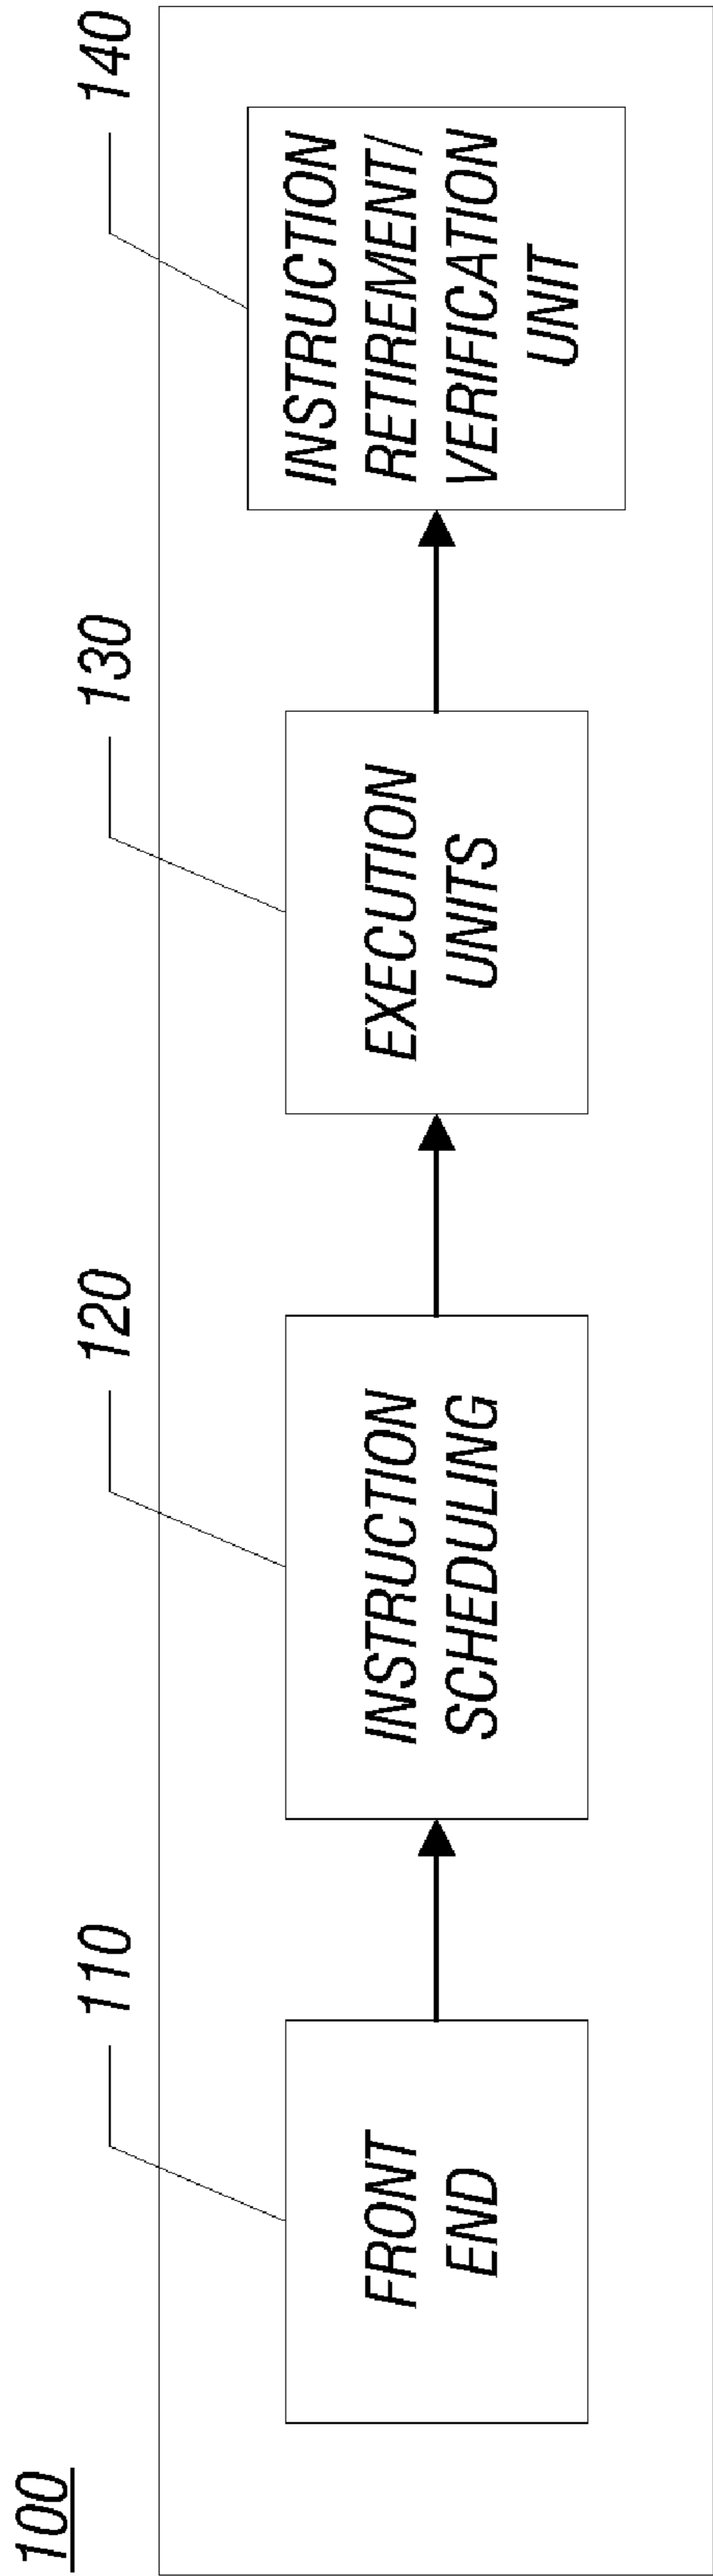 100
110
120
130
140
FRONT
END
INSTRUCTION
SCHEDULING
EXECUTION
UNITS
INSTRUCTION
RETIREMENT/
VERIFICATION
UNIT